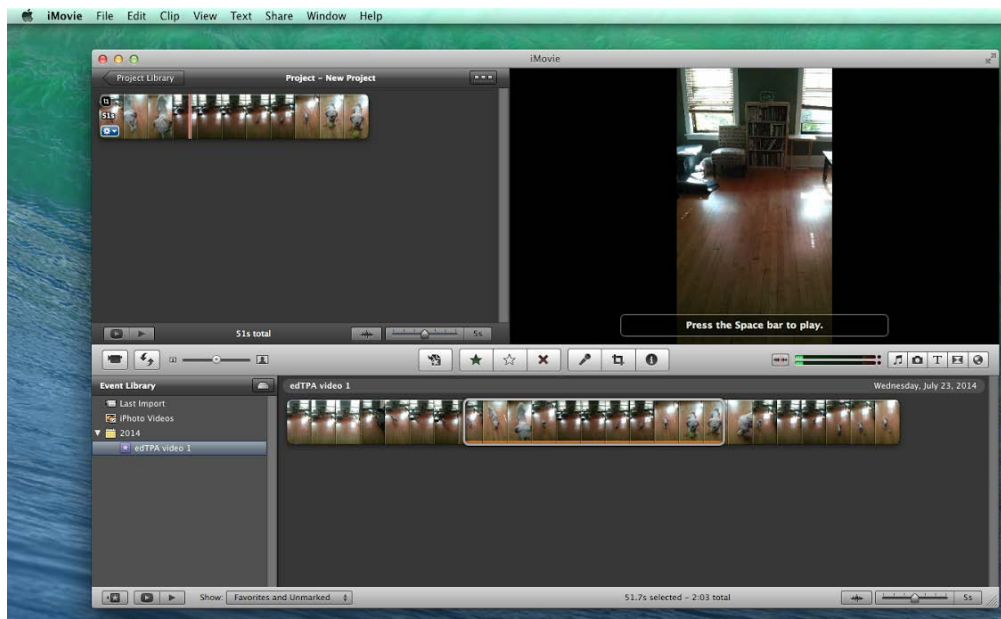 iMovie File Edit Clip View Text Share Window Help
iMovie
Project Library
Project - New Project
51s
Press the Space bar to play.
51s total
5s
Event Library
edTPA video 1
Wednesday, July 23, 2014
Last Import
iPhoto Videos
2014
edTPA video 1
Show: Favorites and Unmarked
51.7s selected - 2:03 total
5s